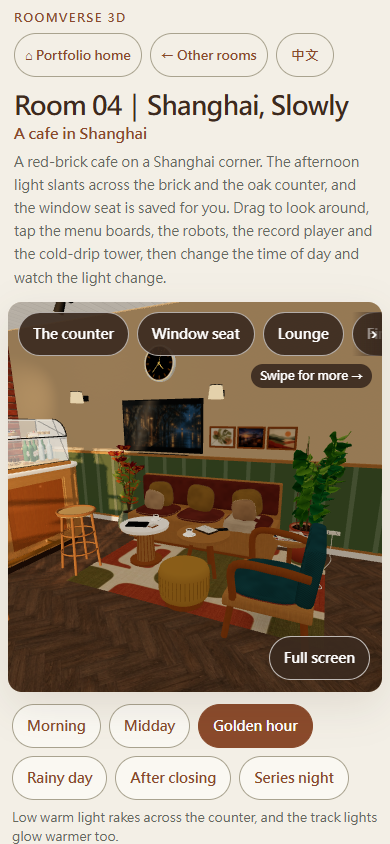 ROOMVERSE 3D
⌂ Portfolio home
← Other rooms
中文
Room 04 | Shanghai, Slowly
A cafe in Shanghai
A red-brick cafe on a Shanghai corner. The afternoon
light slants across the brick and the oak counter, and
the window seat is saved for you. Drag to look around,
tap the menu boards, the robots, the record player and
the cold-drip tower, then change the time of day and
watch the light change.
The counter
Window seat
Lounge
Swipe for more →
Full screen
Morning
Midday
Golden hour
Rainy day
After closing
Series night
Low warm light rakes across the counter, and the track lights
glow warmer too.